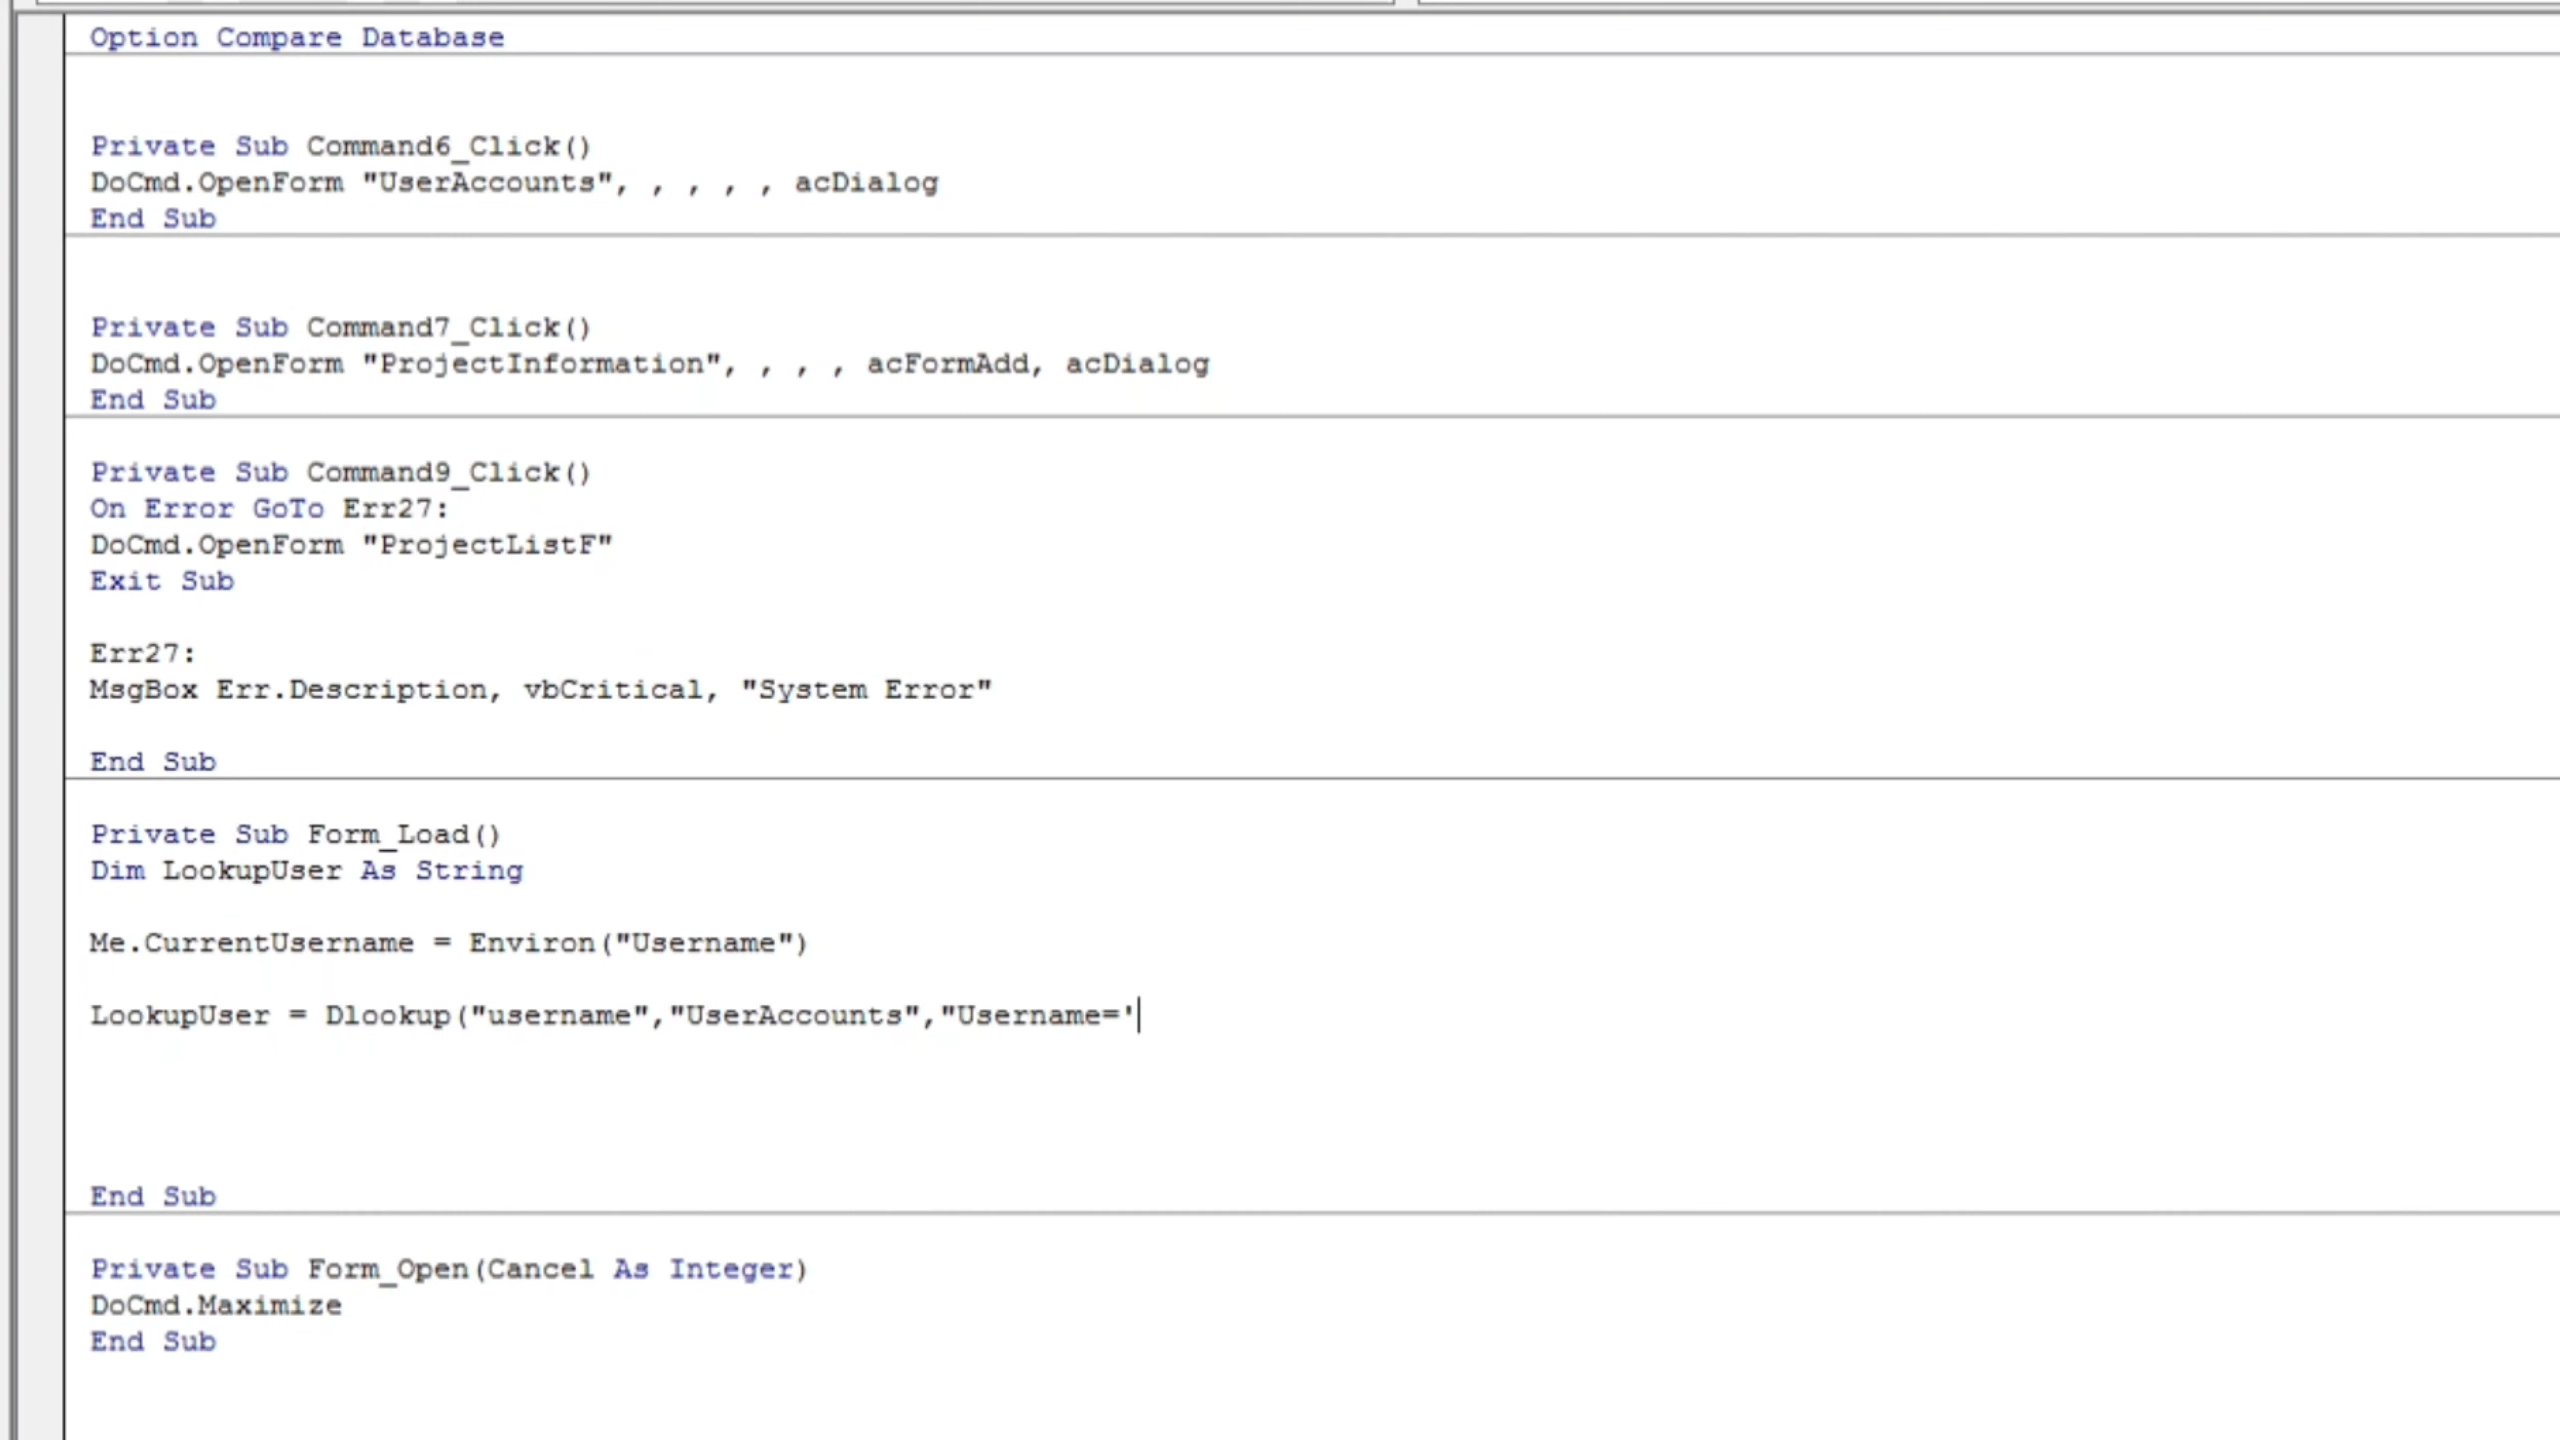 Option Compare Database
Private Sub Command6_Click()
DoCmd.OpenForm "UserAccounts", , , , , acDialog
End Sub
Private Sub Command7_Click()
DoCmd.OpenForm "ProjectInformation", , , , acFormAdd, acDialog
End Sub
Private Sub Command9_Click()
On Error GoTo Err27:
DoCmd.OpenForm "ProjectListF"
Exit Sub
Err27:
MsgBox Err.Description, vbCritical, "System Error"
End Sub
Private Sub Form_Load()
Dim LookupUser As String
Me.CurrentUsername = Environ("Username")
LookupUser = Dlookup("username","UserAccounts","Username='
End Sub
Private Sub Form_Open(Cancel As Integer)
DoCmd.Maximize
End Sub